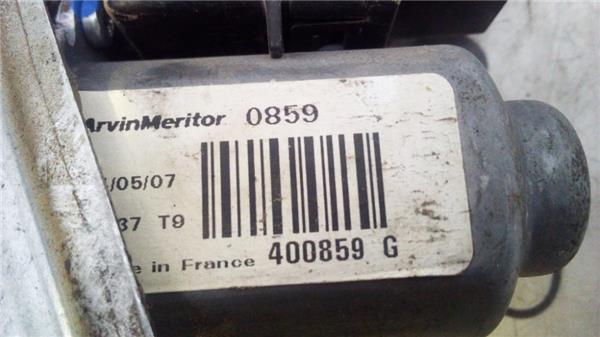 ArvinMeritor 0859
/05/07
37 T9
in France 400859 G